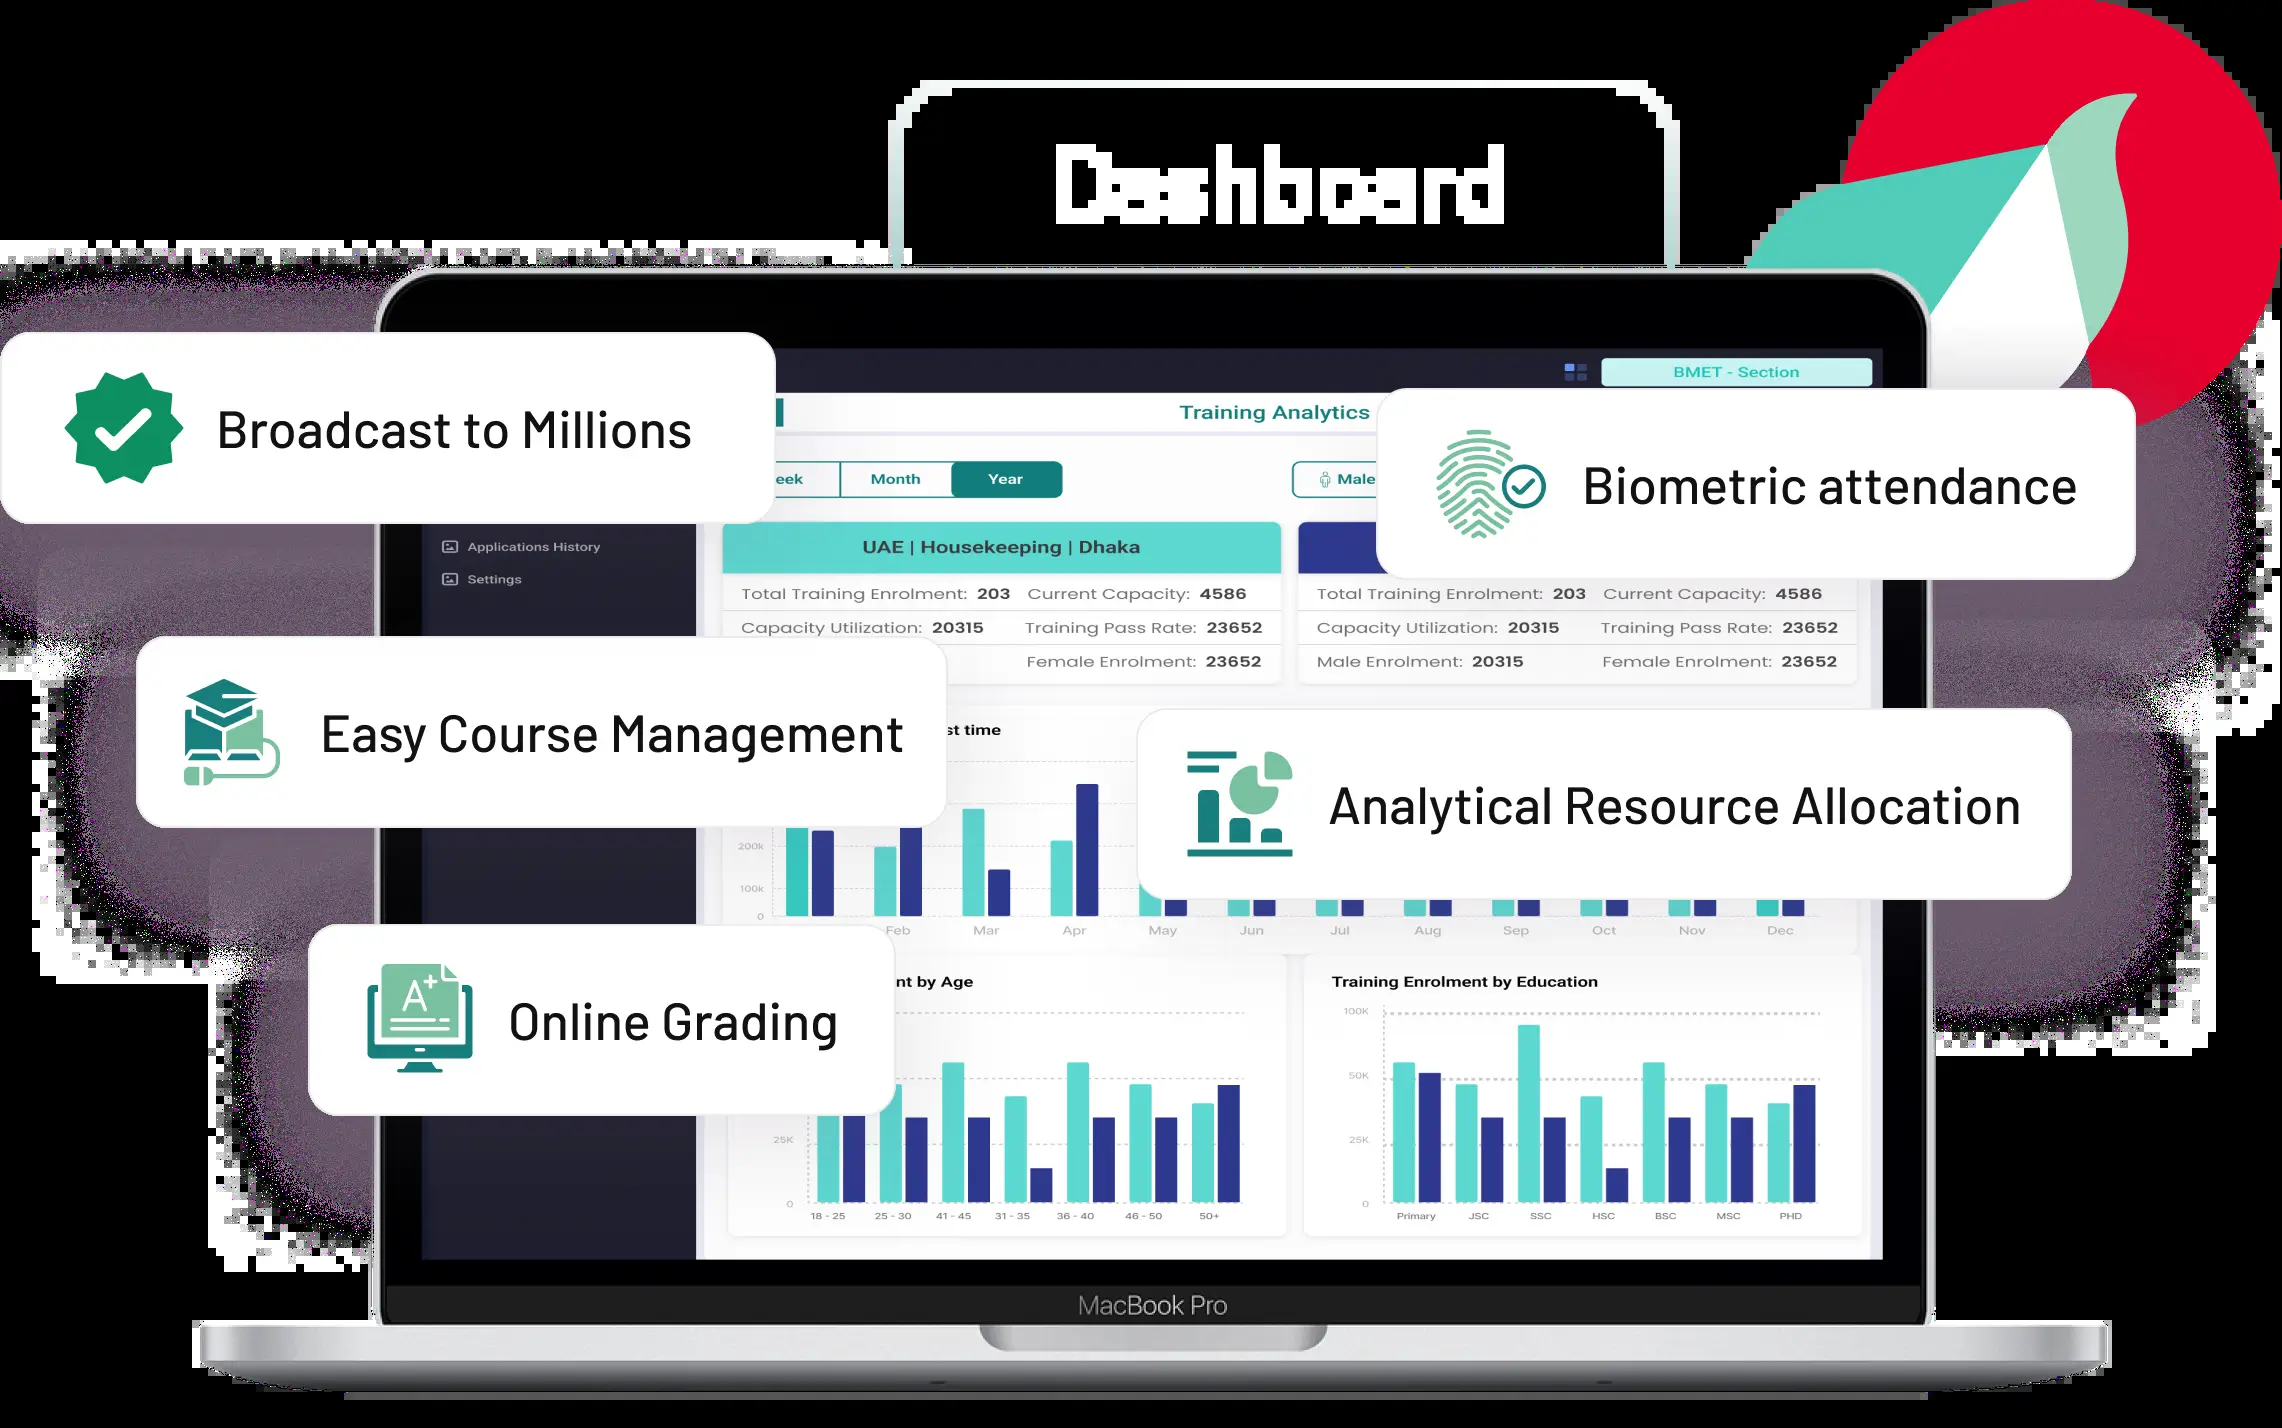 Dashboard
BMET - Section
Broadcast to Millions
Training Analytics
eek
Month
Year
Male
Biometric attendance
Applications History
Settings
UAE | Housekeeping | Dhaka
Total Training Enrolment: 203 Current Capacity: 4586
Capacity Utilization: 20315 Training Pass Rate: 23652
Female Enrolment: 23652
Total Training Enrolment: 203 Current Capacity: 4586
Capacity Utilization: 20315 Training Pass Rate: 23652
Male Enrolment: 20315 Female Enrolment: 23652
Easy Course Management
st time
Analytical Resource Allocation
200k
100k
0
Feb Mar Apr May Jun Jul Aug Sep Oct Nov Dec
Online Grading
A+
nt by Age
25K
0
18 - 25 25 - 30 41 - 45 31 - 35 36 - 40 46 - 50 50+
Training Enrolment by Education
100K
50K
25K
0
Primary JSC SSC HSC BSC MSC PHD
MacBook Pro